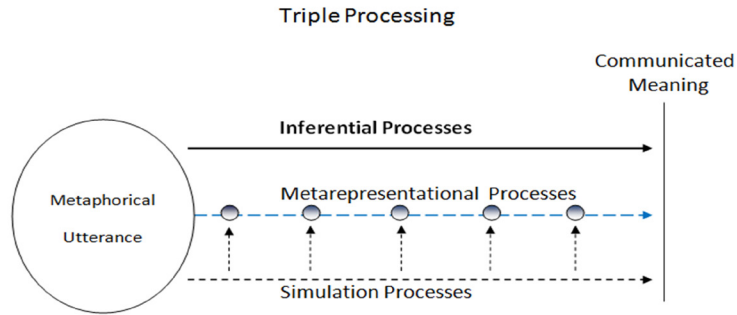 Triple Processing
Communicated
Meaning
Inferential Processes
Metaphorical
Utterance
Metarepresentational Processes
Simulation Processes